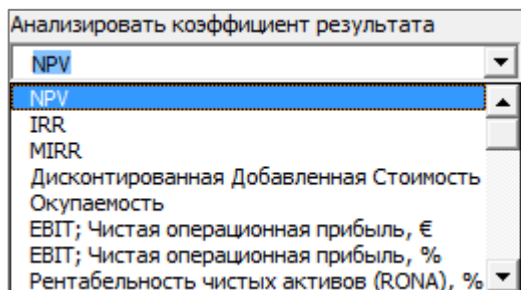 Анализировать коэффициент результата
NPV
NPV
IRR
MIRR
Дисконтированная Добавленная Стоимость
Окупаемость
EBIT; Чистая операционная прибыль, €
EBIT; Чистая операционная прибыль, %
Рентабельность чистых активов (RONA), %